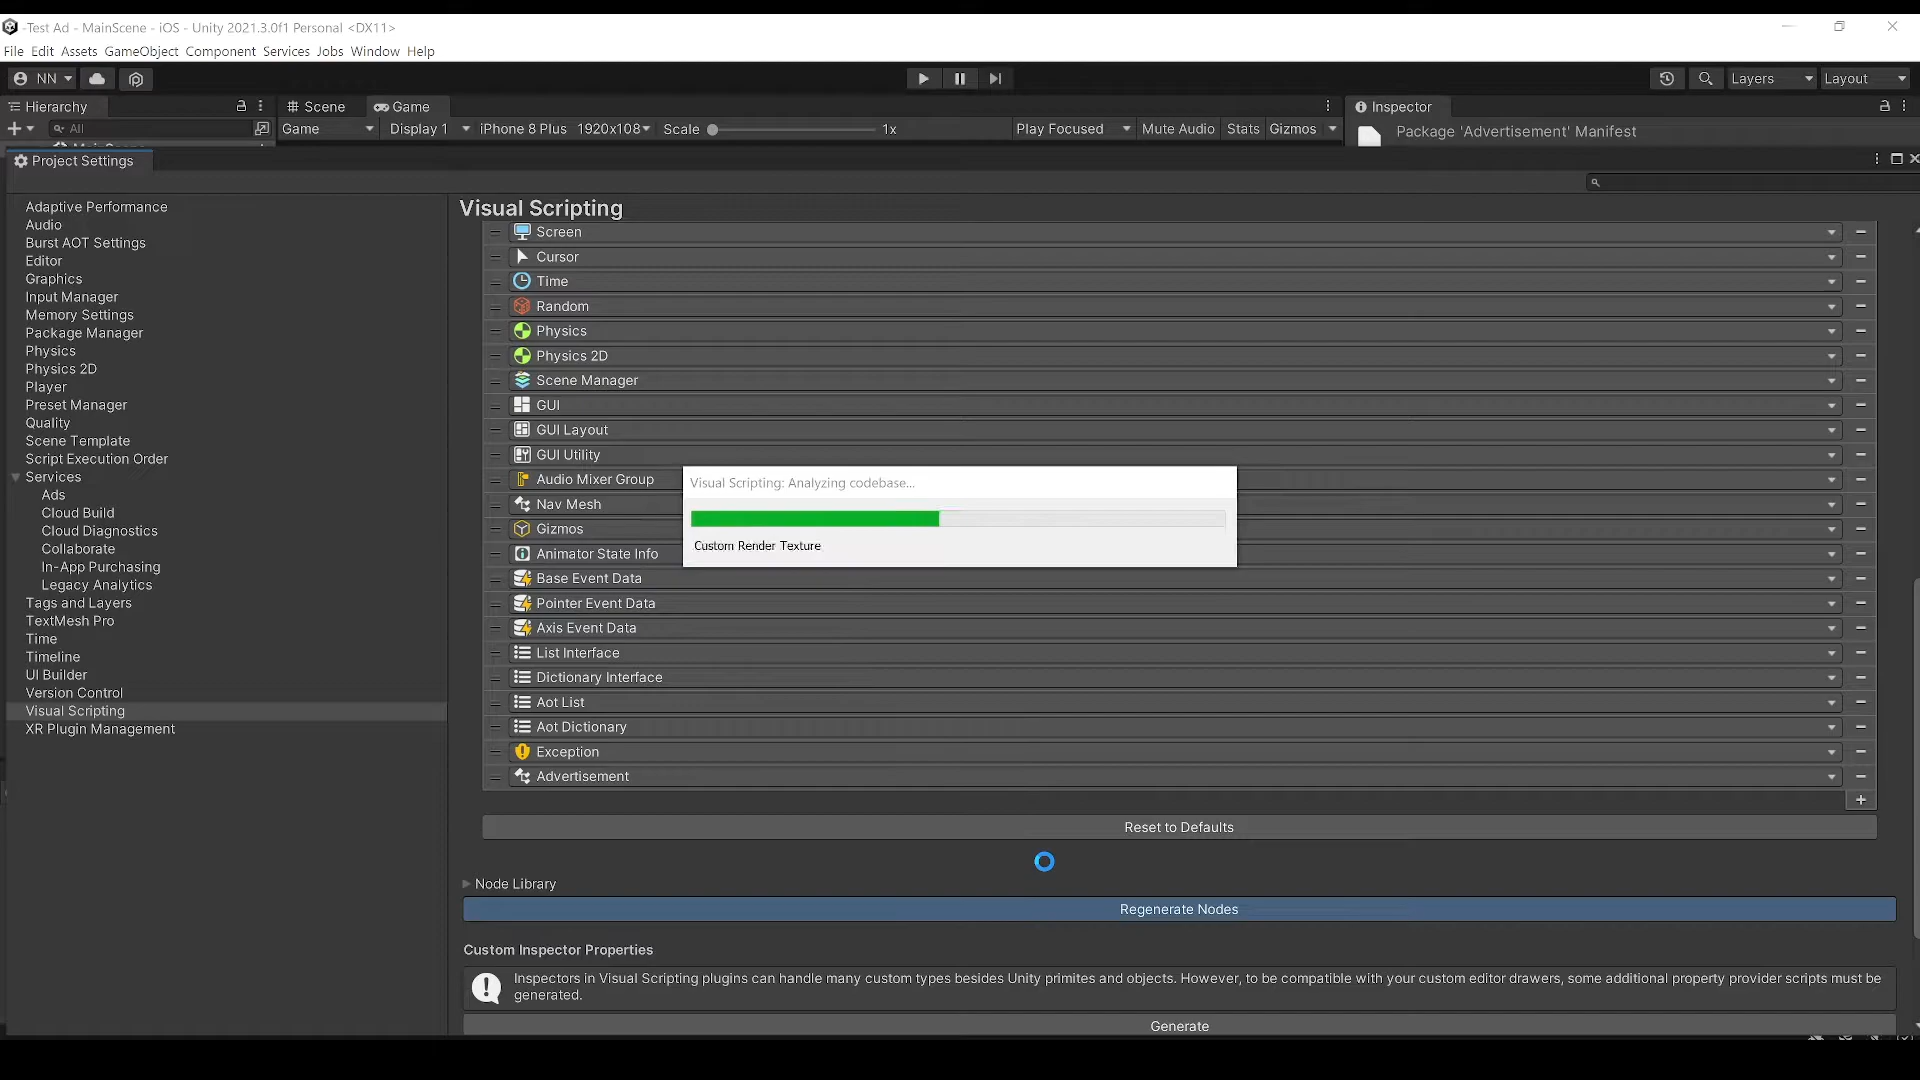 -Test Ad - MainScene - iOS - Unity 2021.3.0f1 Personal <DX11>
File Edit Assets GameObject Component Services Jobs Window Help
NN Layers Layout
Hierarchy Scene Game Inspector
All Game Display 1 iPhone 8 Plus 1920x108 Scale 1x Play Focused Mute Audio Stats Gizmos Package 'Advertisement' Manifest
Project Settings
Adaptive Performance
Audio
Burst AOT Settings
Editor
Graphics
Input Manager
Memory Settings
Package Manager
Physics
Physics 2D
Player
Preset Manager
Quality
Scene Template
Script Execution Order
Services
Ads
Cloud Build
Cloud Diagnostics
Collaborate
In-App Purchasing
Legacy Analytics
Tags and Layers
TextMesh Pro
Time
Timeline
UI Builder
Version Control
Visual Scripting
XR Plugin Management
Visual Scripting
Screen
Cursor
Time
Random
Physics
Physics 2D
Scene Manager
GUI
GUI Layout
GUI Utility
Audio Mixer Group
Nav Mesh
Gizmos
Animator State Info
Base Event Data
Pointer Event Data
Axis Event Data
List Interface
Dictionary Interface
Aot List
Aot Dictionary
Exception
Advertisement
Visual Scripting: Analyzing codebase...
Custom Render Texture
Reset to Defaults
Node Library
Regenerate Nodes
Custom Inspector Properties
Inspectors in Visual Scripting plugins can handle many custom types besides Unity primites and objects. However, to be compatible with your custom editor drawers, some additional property provider scripts must be
generated.
Generate